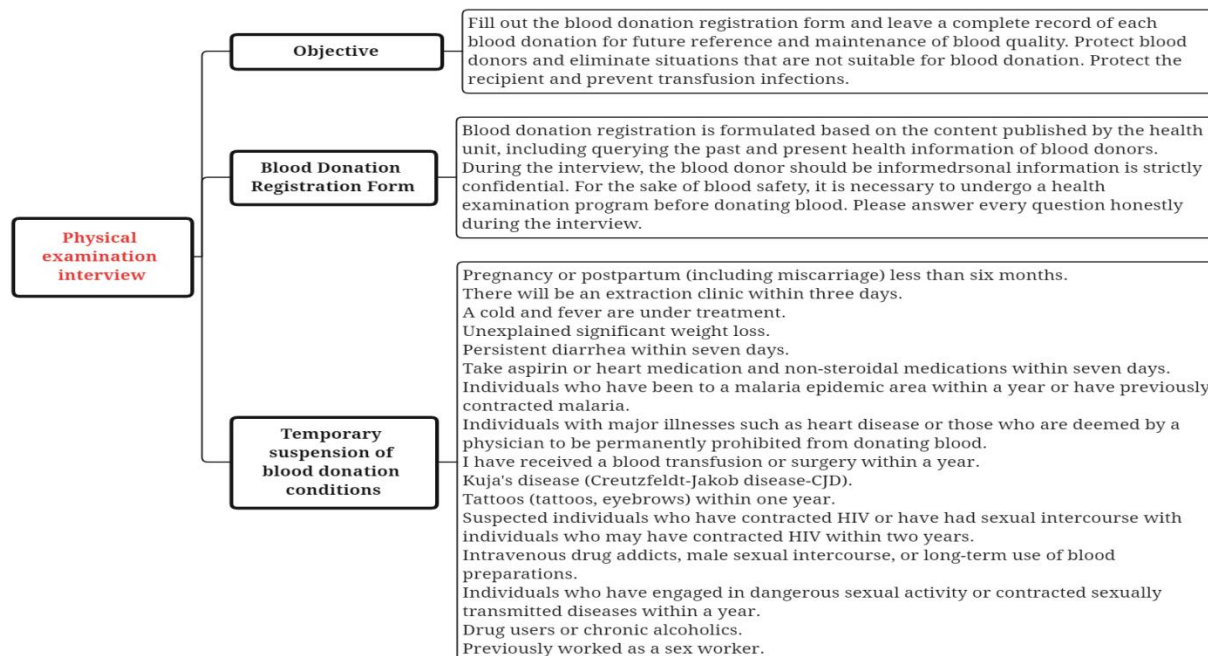 Physical
examination
interview
Objective
Fill out the blood donation registration form and leave a complete record of each
blood donation for future reference and maintenance of blood quality. Protect blood
donors and eliminate situations that are not suitable for blood donation. Protect the
recipient and prevent transfusion infections.
Blood Donation
Registration Form
Blood donation registration is formulated based on the content published by the health
unit, including querying the past and present health information of blood donors.
During the interview, the blood donor should be informedrsonal information is strictly
confidential. For the sake of blood safety, it is necessary to undergo a health
examination program before donating blood. Please answer every question honestly
during the interview.
Temporary
suspension of
blood donation
conditions
Pregnancy or postpartum (including miscarriage) less than six months.
There will be an extraction clinic within three days.
A cold and fever are under treatment.
Unexplained significant weight loss.
Persistent diarrhea within seven days.
Take aspirin or heart medication and non-steroidal medications within seven days.
Individuals who have been to a malaria epidemic area within a year or have previously
contracted malaria.
Individuals with major illnesses such as heart disease or those who are deemed by a
physician to be permanently prohibited from donating blood.
I have received a blood transfusion or surgery within a year.
Kuja's disease (Creutzfeldt-Jakob disease-CJD).
Tattoos (tattoos, eyebrows) within one year.
Suspected individuals who have contracted HIV or have had sexual intercourse with
individuals who may have contracted HIV within two years.
Intravenous drug addicts, male sexual intercourse, or long-term use of blood
preparations.
Individuals who have engaged in dangerous sexual activity or contracted sexually
transmitted diseases within a year.
Drug users or chronic alcoholics.
Previously worked as a sex worker.